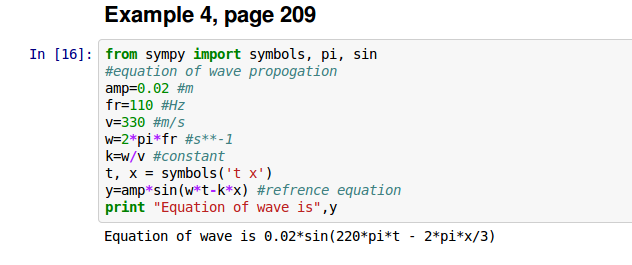 Example 4, page 209
In [16]: from sympy import symbols, pi, sin
#equation of wave propogation
amp=0.02 #m
fr=110 #Hz
v=330 #m/s
w=2*pi*fr #s**-1
k=w/v #constant
t, x = symbols('t x')
y=amp*sin(w*t-k*x) #refrence equation
print "Equation of wave is",y
Equation of wave is 0.02*sin(220*pi*t - 2*pi*x/3)